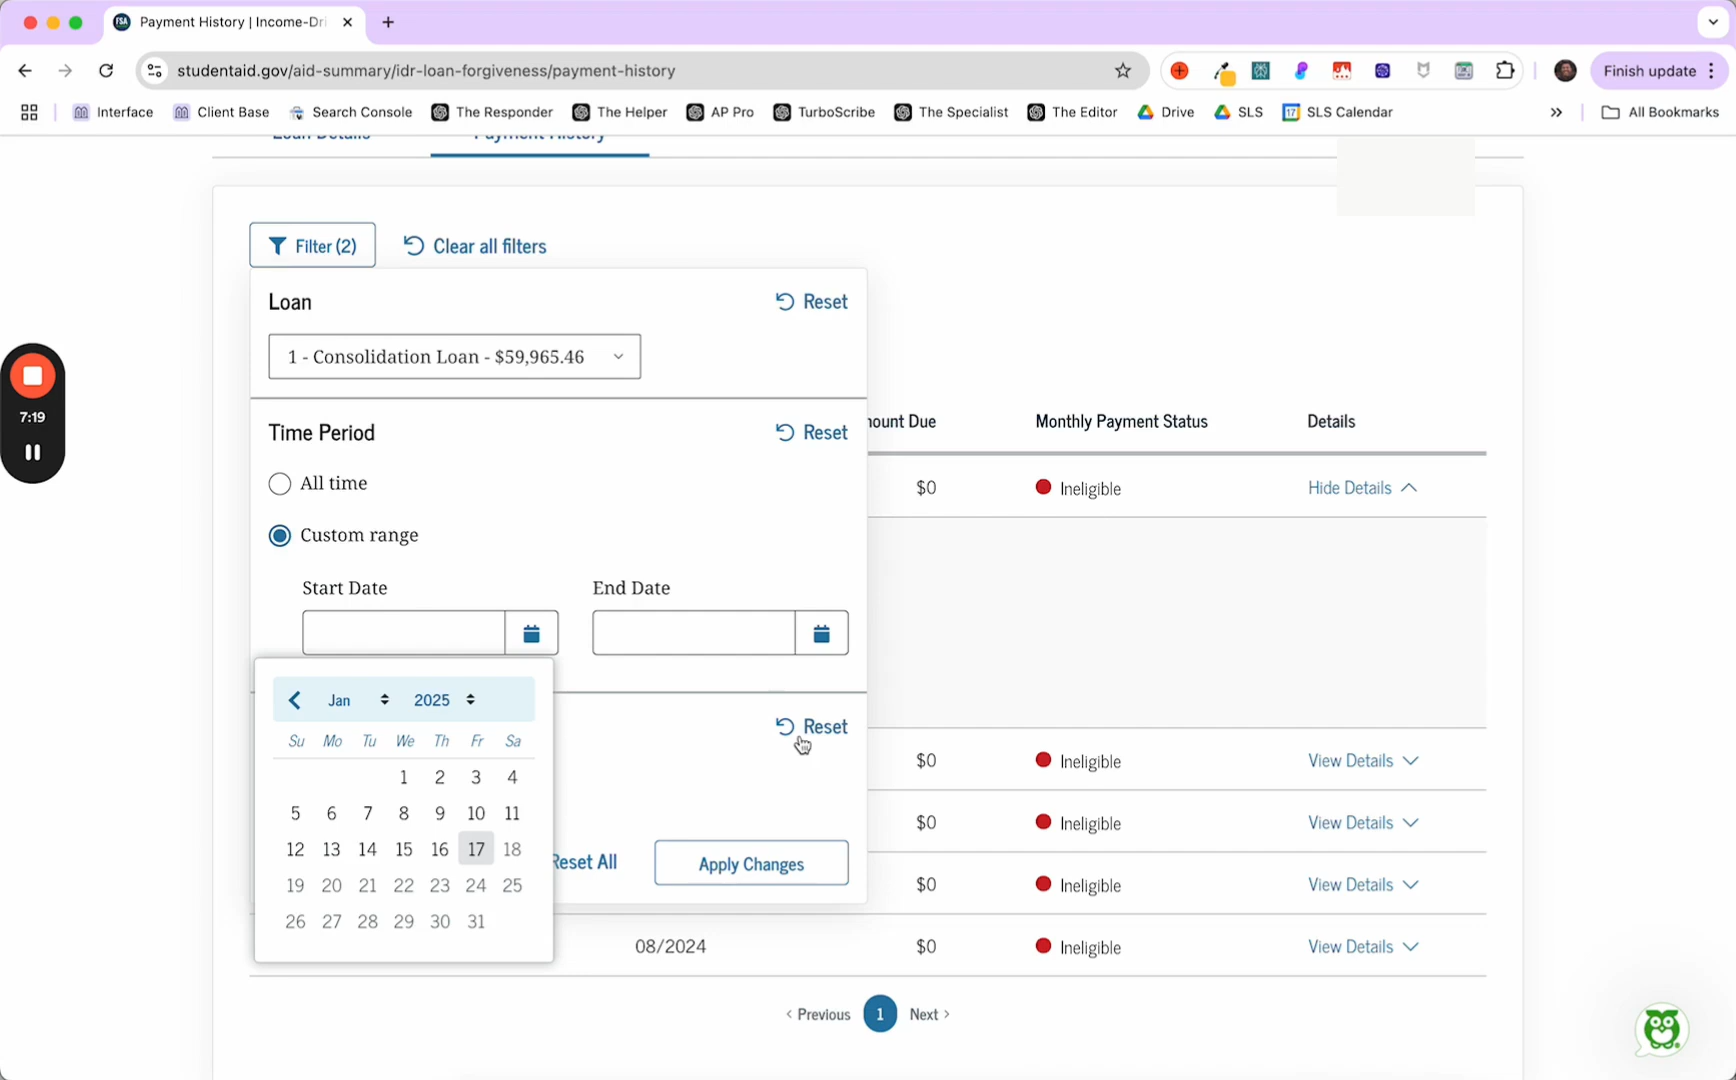 Payment History | Income-Dri
studentaid.gov/aid-summary/idr-loan-forgiveness/payment-history
Finish update
Interface
Client Base
Search Console
The Responder
The Helper
AP Pro
TurboScribe
The Specialist
The Editor
Drive
SLS
SLS Calendar
All Bookmarks
Loan Details
Payment History
Filter (2)
Clear all filters
Loan
Reset
1 - Consolidation Loan - $59,965.46
Time Period
Reset
ount Due
Monthly Payment Status
Details
All time
$0
Ineligible
Hide Details
7:19
Custom range
Start Date
End Date
Jan
2025
Reset
Su Mo Tu We Th Fr Sa
1 2 3 4
5 6 7 8 9 10 11
12 13 14 15 16 17 18
19 20 21 22 23 24 25
26 27 28 29 30 31
$0 Ineligible View Details
$0 Ineligible View Details
Reset All
Apply Changes
$0 Ineligible View Details
08/2024 $0 Ineligible View Details
‹ Previous 1 Next ›